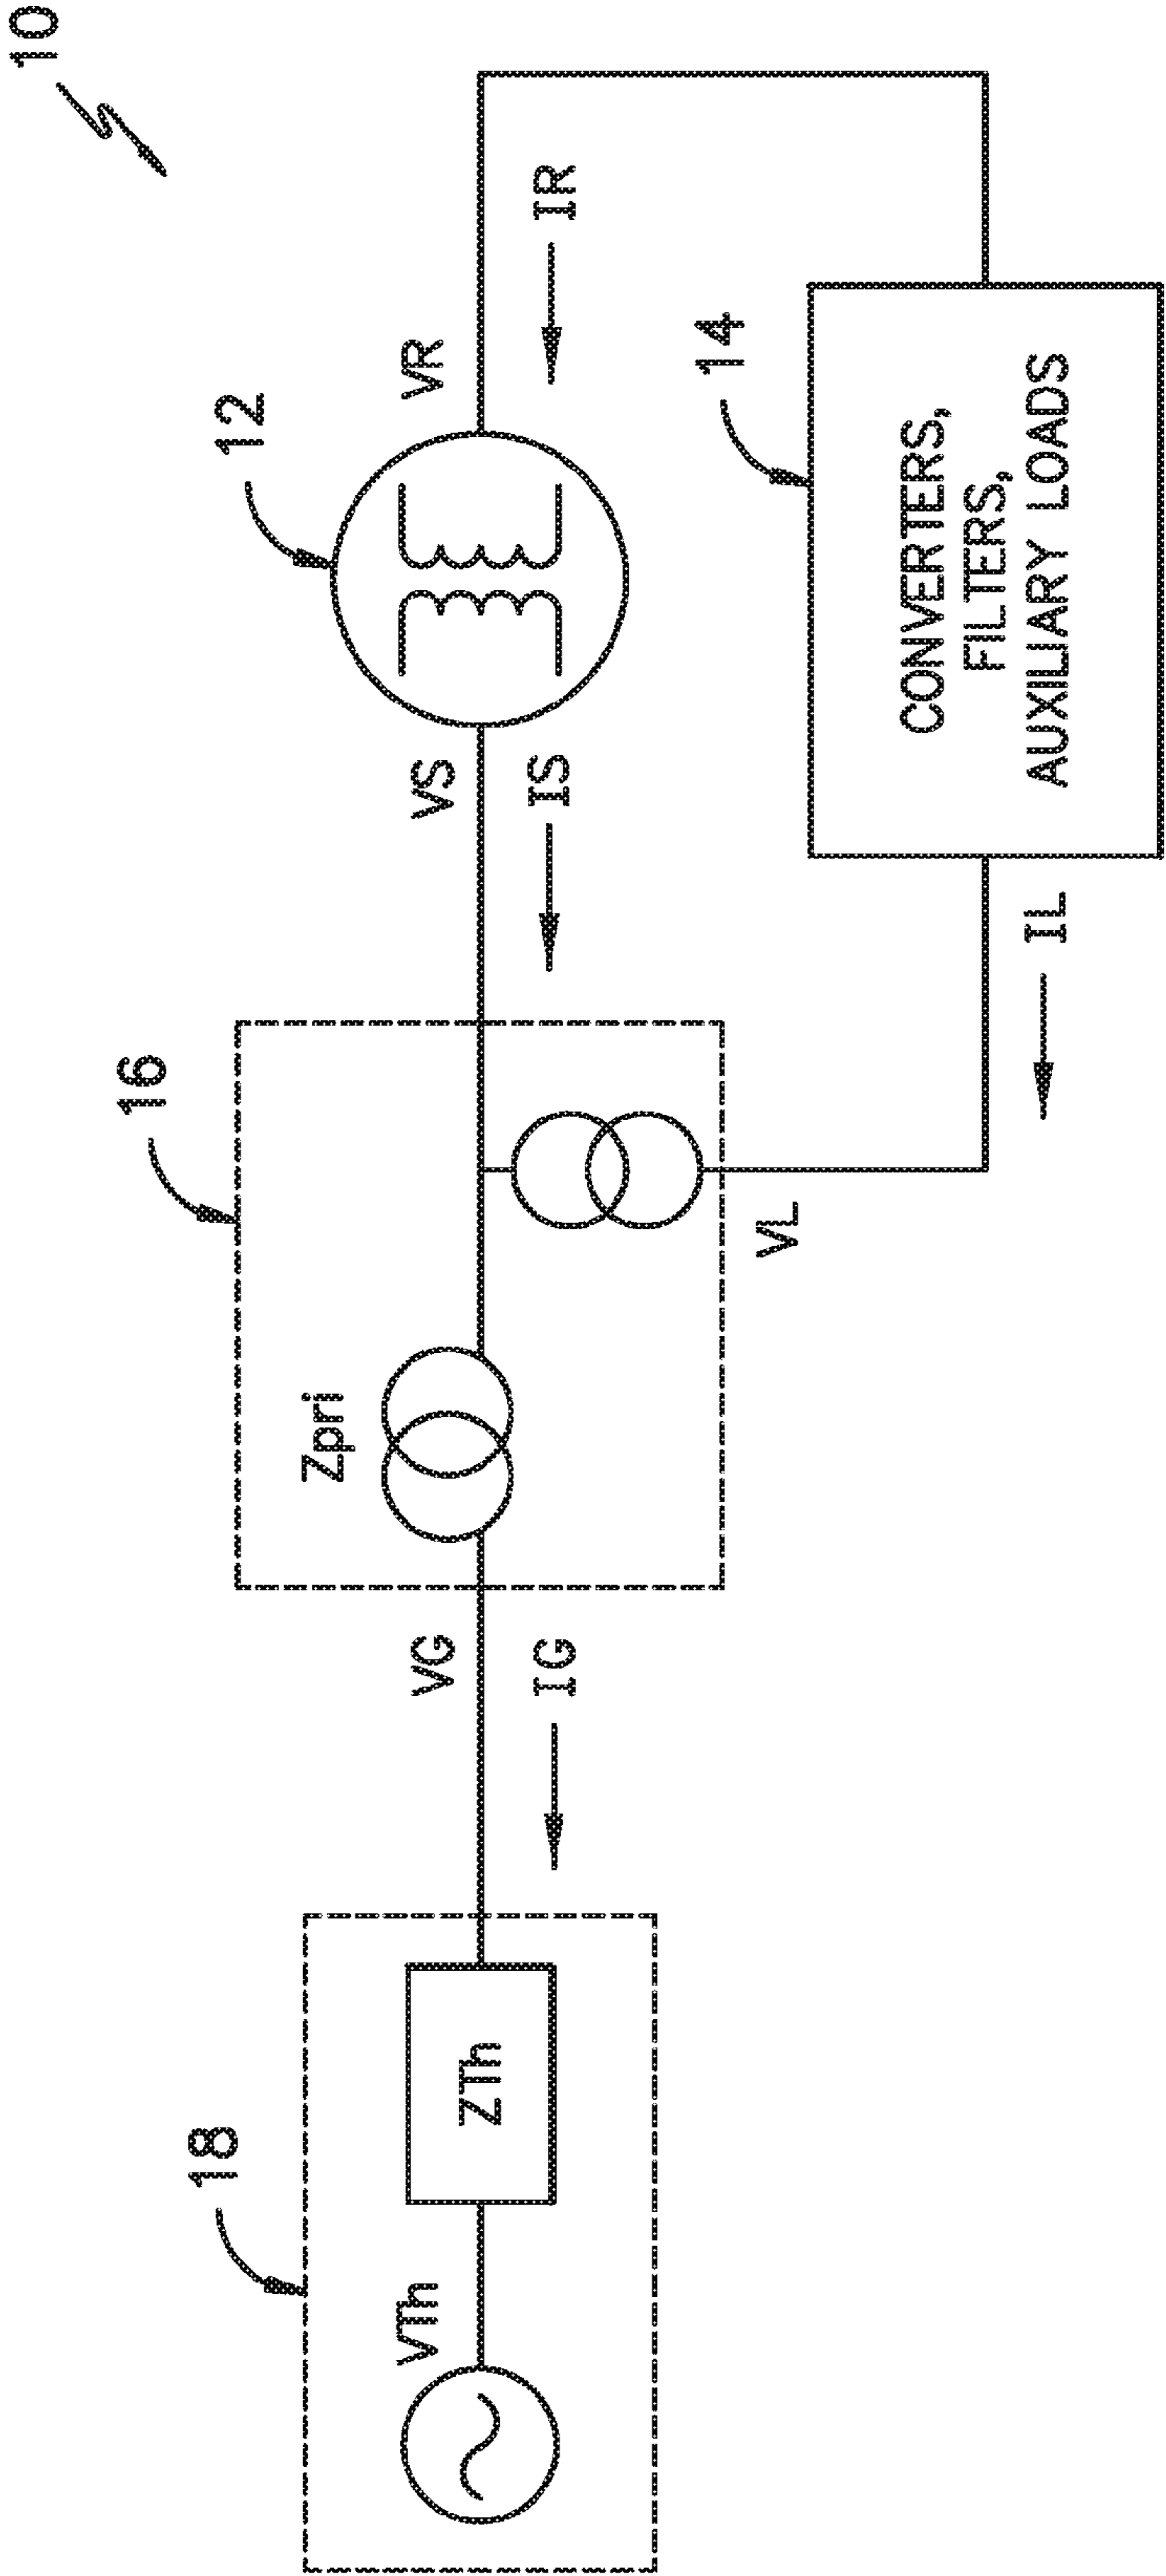 10
18
VTh
ZTh
VG
IG
16
Zpri
VL
VS
IS
12
VR
IR
14
CONVERTERS,
FILTERS,
AUXILIARY LOADS
IL